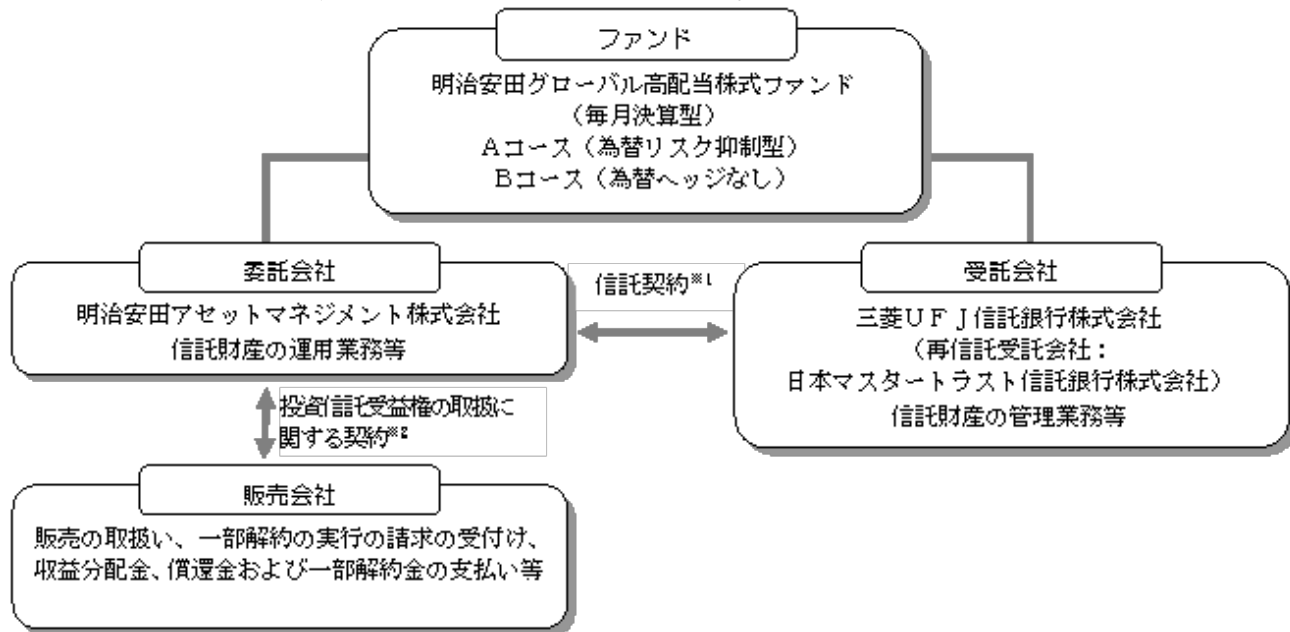 ファンド
明治安田グローバル高配当株式ファンド
（毎月決算型）
Ａコース（為替リスク抑制型）
Ｂコース（為替ヘッジなし）
委託会社
明治安田アセットマネジメント株式会社
信託財産の運用業務等
信託契約※1
受託会社
三菱ＵＦＪ信託銀行株式会社
（再信託受託会社：
日本マスタートラスト信託銀行株式会社）
信託財産の管理業務等
投資信託受益権の取扱に
関する契約※2
販売会社
販売の取扱い、一部解約の実行の請求の受付け、
収益分配金、償還金および一部解約金の支払い等